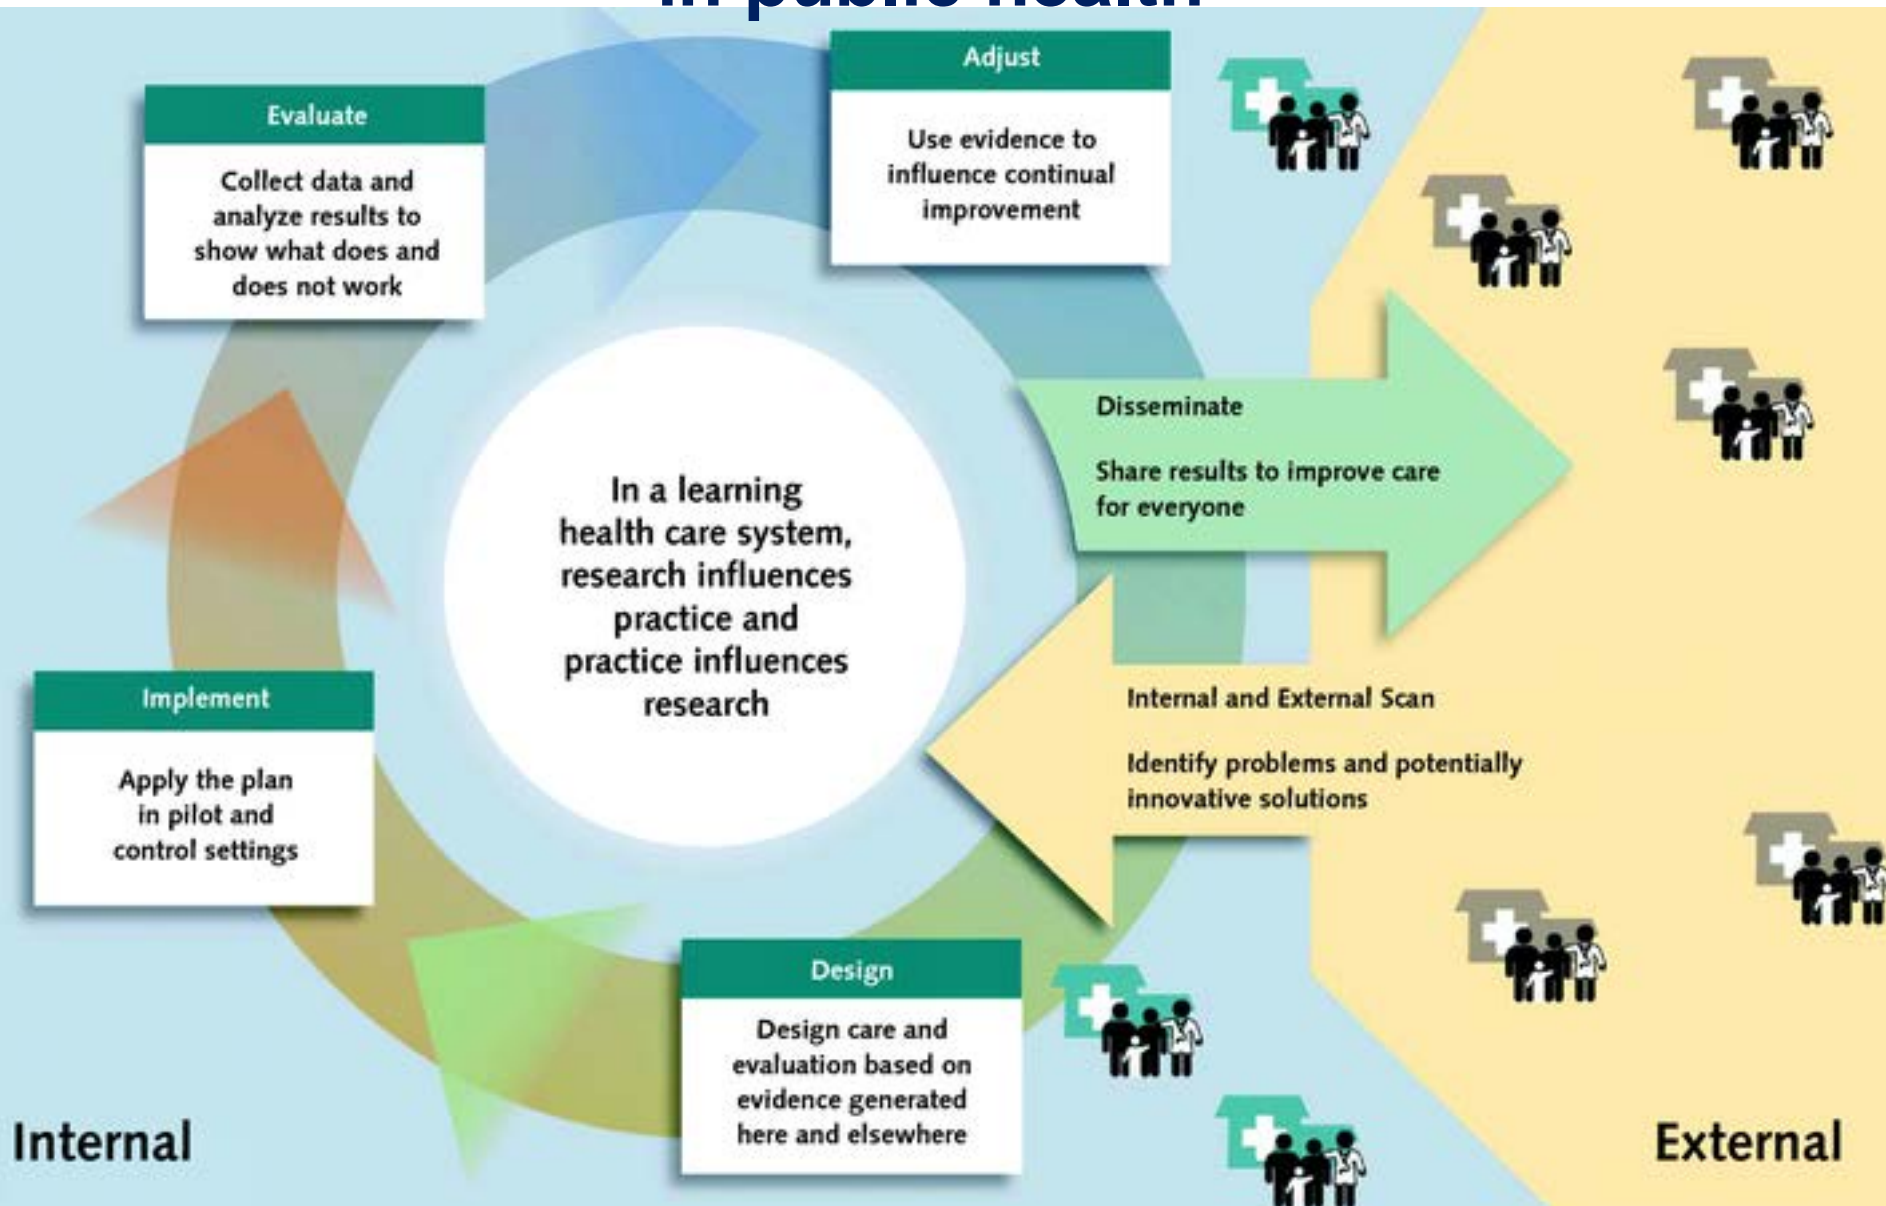 in public health
Adjust
Use evidence to
influence continual
improvement
Evaluate
Collect data and
analyze results to
show what does and
does not work
Disseminate
Share results to improve care
for everyone
In a learning
health care system,
research influences
practice and
practice influences
research
Internal and External Scan
Identify problems and potentially
innovative solutions
Implement
Apply the plan
in pilot and
control settings
Design
Design care and
evaluation based on
evidence generated
here and elsewhere
Internal
External